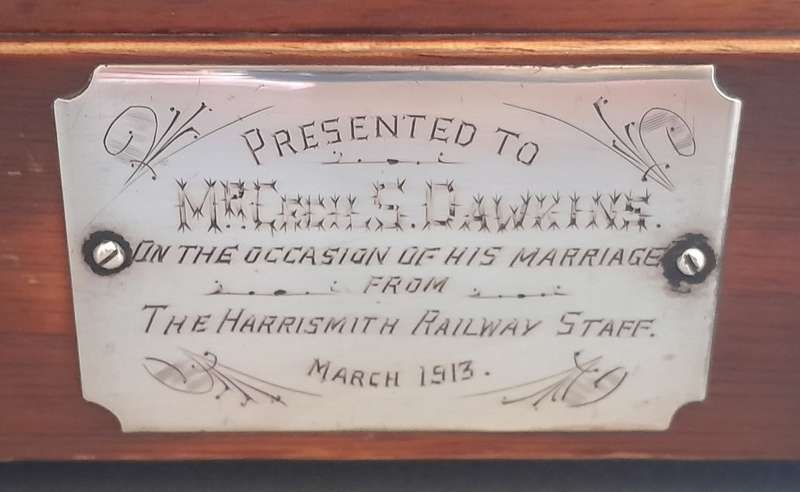 PRESENTED TO
MR. CECIL S. DAWKINS.
ON THE OCCASION OF HIS MARRIAGE
FROM
THE HARRISMITH RAILWAY STAFF.
MARCH 1913.